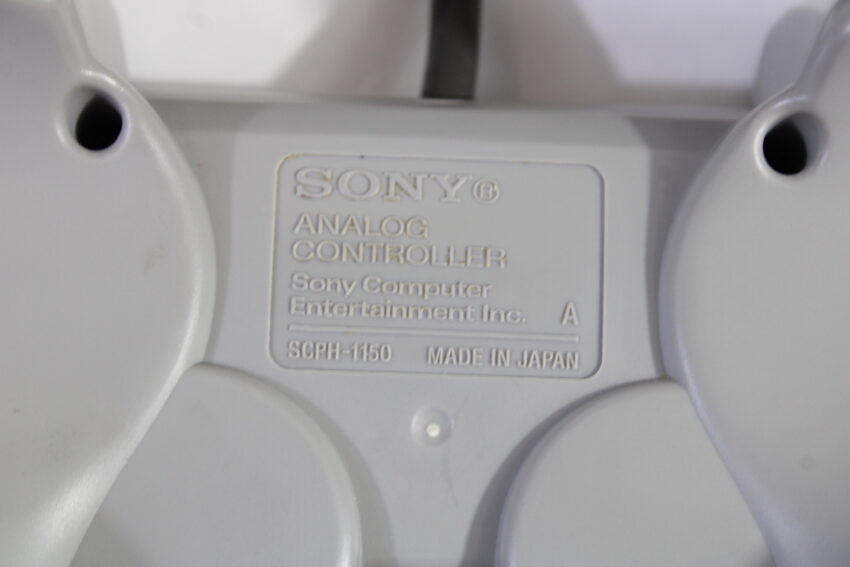 SONY®
ANALOG
CONTROLLER
Sony Computer
Entertainment Inc. A
SCPH-1150 MADE IN JAPAN